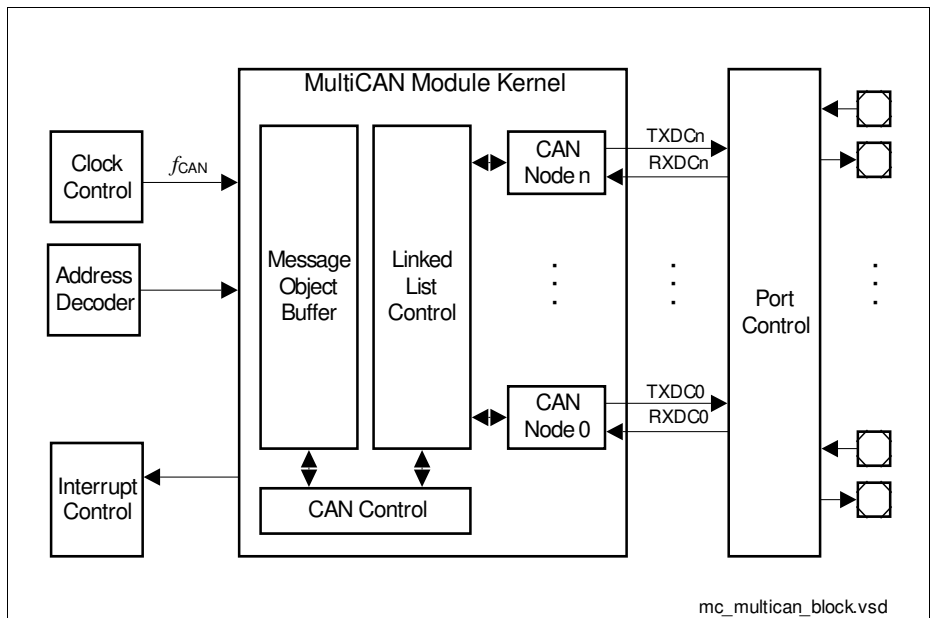 MultiCAN Module Kernel
Clock
Control
fCAN
Address
Decoder
Interrupt
Control
Message
Object
Buffer
Linked
List
Control
CAN
Node n
TXDCn
RXDCn
CAN
Node 0
TXDC0
RXDC0
CAN Control
Port
Control
mc_multican_block.vsd